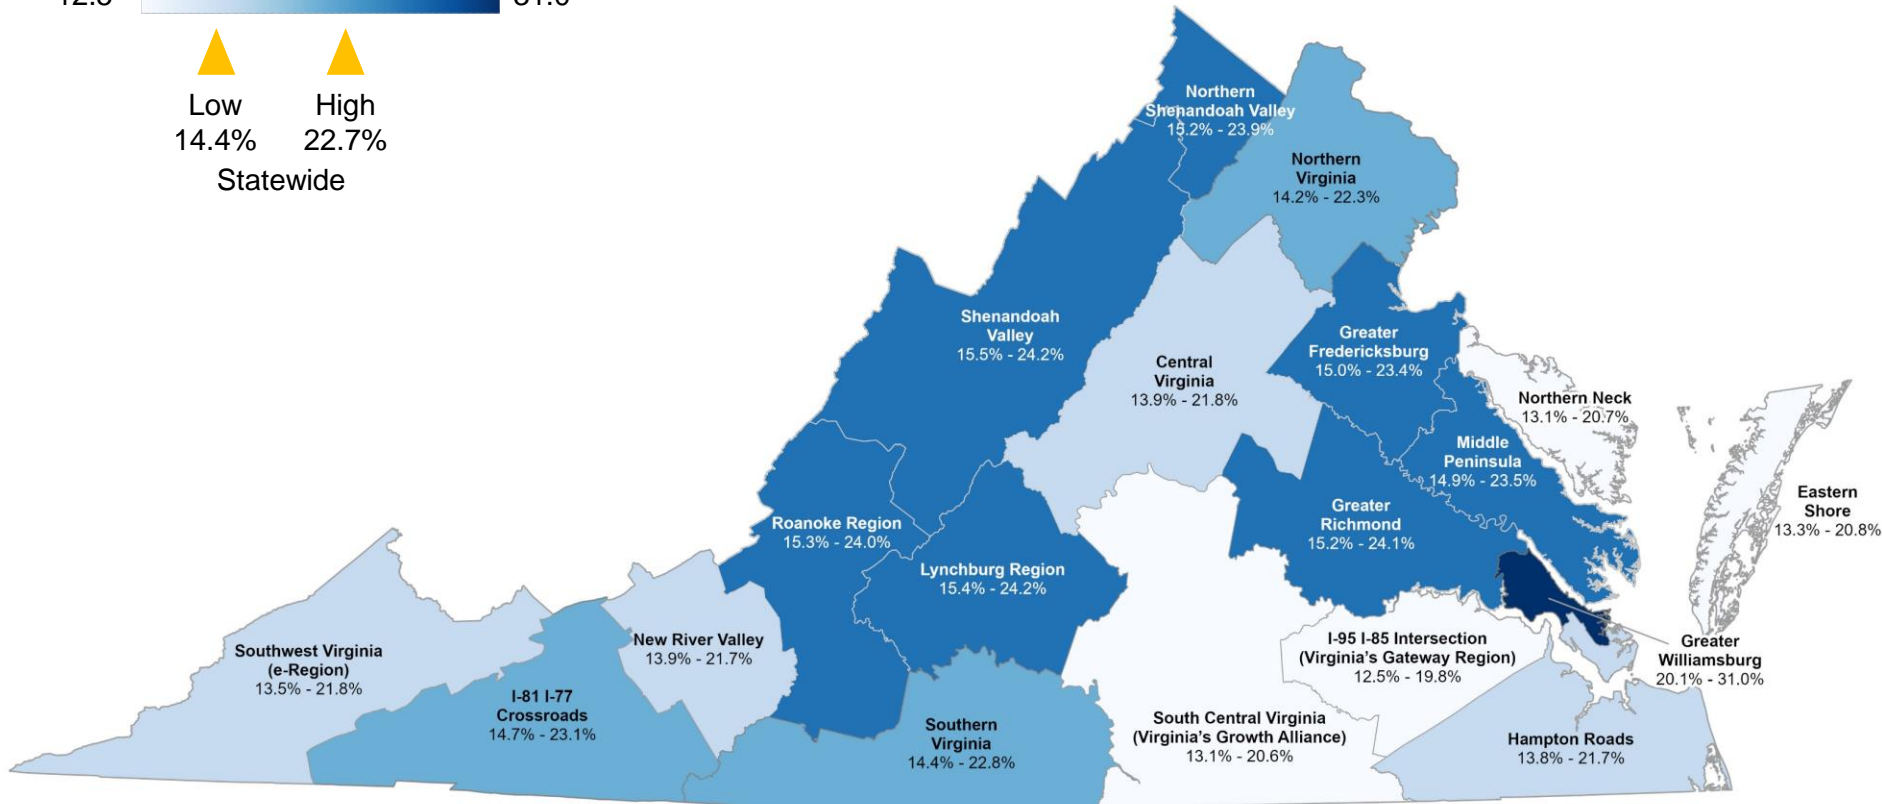 Low
14.4%
High
22.7%
Statewide
Northern
Shenandoah Valley
15.2% - 23.9%
Northern
Virginia
14.2% - 22.3%
Shenandoah
Valley
15.5% - 24.2%
Central
Virginia
13.9% - 21.8%
Greater
Fredericksburg
15.0% - 23.4%
Northern Neck
13.1% - 20.7%
Middle
Peninsula
14.9% - 23.5%
Eastern
Shore
13.3% - 20.8%
Roanoke Region
15.3% - 24.0%
Greater
Richmond
15.2% - 24.1%
Lynchburg Region
15.4% - 24.2%
Southwest Virginia
(e-Region)
13.5% - 21.8%
New River Valley
13.9% - 21.7%
I-95 I-85 Intersection
(Virginia's Gateway Region)
12.5% - 19.8%
Greater
Williamsburg
20.1% - 31.0%
I-81 I-77
Crossroads
14.7% - 23.1%
Southern
Virginia
14.4% - 22.8%
South Central Virginia
(Virginia's Growth Alliance)
13.1% - 20.6%
Hampton Roads
13.8% - 21.7%